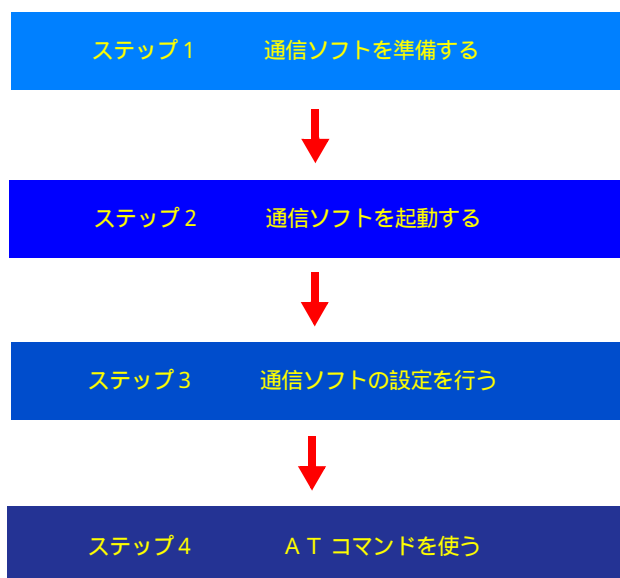 ステップ1 通信ソフトを準備する
ステップ2 通信ソフトを起動する
ステップ3 通信ソフトの設定を行う
ステップ4 ATコマンドを使う